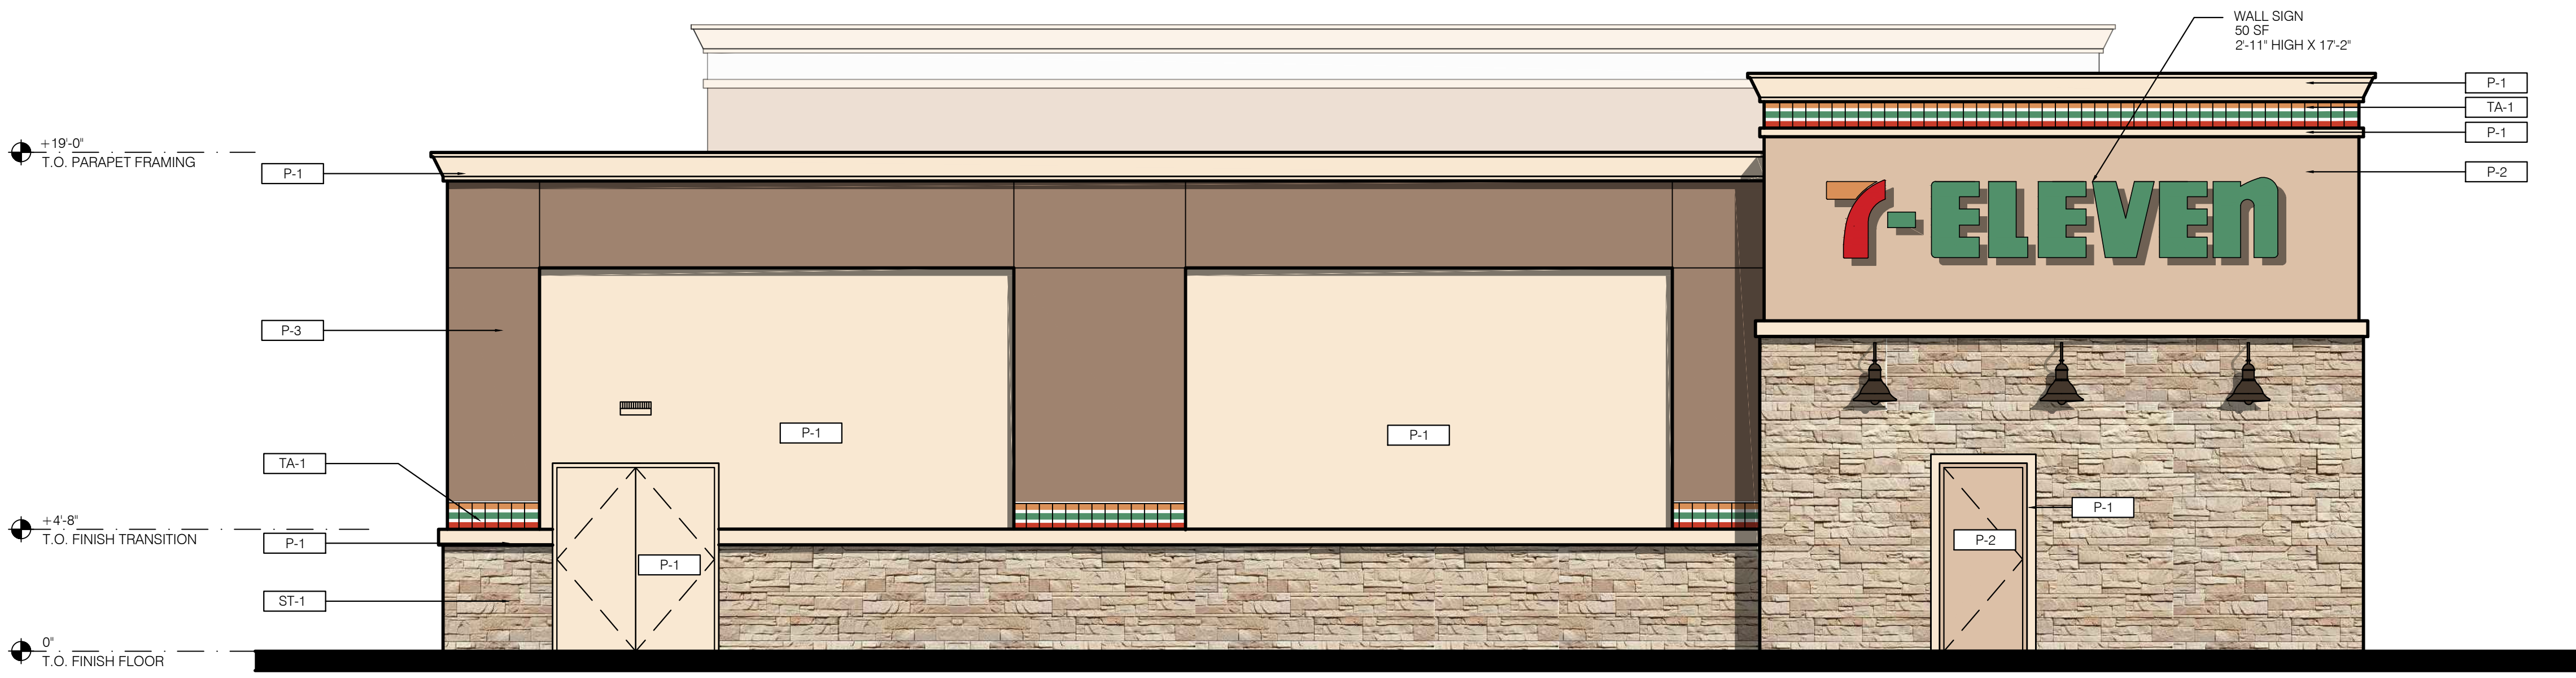 WALL SIGN
50 SF
2'-11" HIGH X 17'-2"
P-1
TA-1
P-1
P-2
+19'-0"
T.O. PARAPET FRAMING
P-1
7-ELEVEn
P-3
P-1
P-1
TA-1
P-1
+4'-8"
T.O. FINISH TRANSITION
P-1
P-2
P-1
ST-1
0"
T.O. FINISH FLOOR